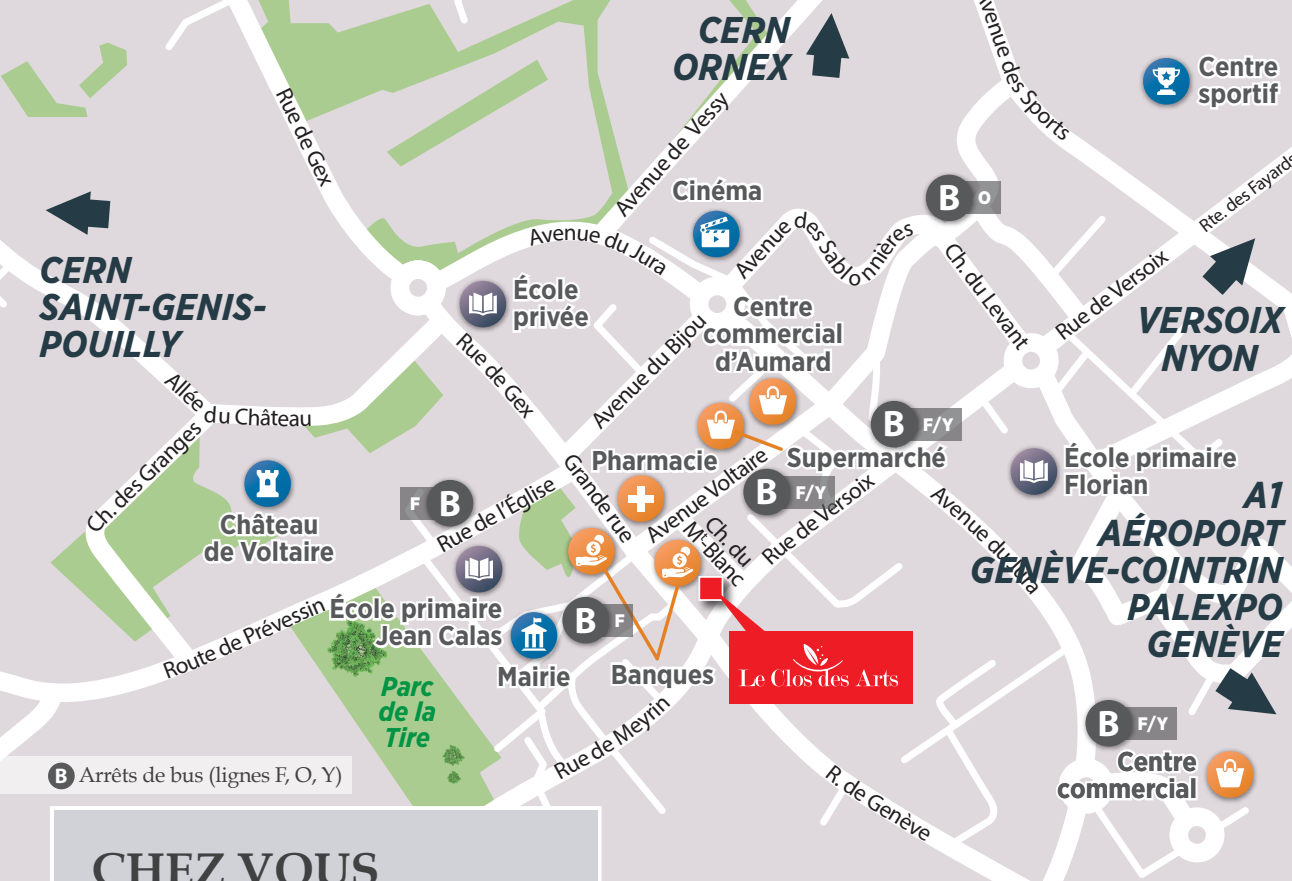 CERN
ORNEX
Avenue des Sports
Centre
sportif
Rue de Gex
Avenue de Vessy
Cinéma
B O
Rte. des Fayards
CERN
SAINT-GENIS-
POUILLY
Avenue du Jura
Avenue des Sablonnières
Ch. du Levant
Rue de Versoix
VERSOIX
NYON
École
privée
Centre
commercial
d'Aumard
Rue de Gex
Avenue du Bijou
Allée du Château
Ch. des Granges
Château
de Voltaire
F B
Rue de l'Église
Grande rue
Pharmacie
Avenue Voltaire
Supermarché
B F/Y
B F/Y
Rue de Versoix
Ch. du
Mt-Blanc
École primaire
Florian
Avenue du Jura
A1
AÉROPORT
GENÈVE-COINTRIN
PALEXPO
GENÈVE
Route de Prévessin
École primaire
Jean Calas
Mairie
B F
Banques
Le Clos des Arts
Parc
de la
Tire
Rue de Meyrin
R. de Genève
B F/Y
Centre
commercial
B Arrêts de bus (lignes F, O, Y)
CHEZ VOUS